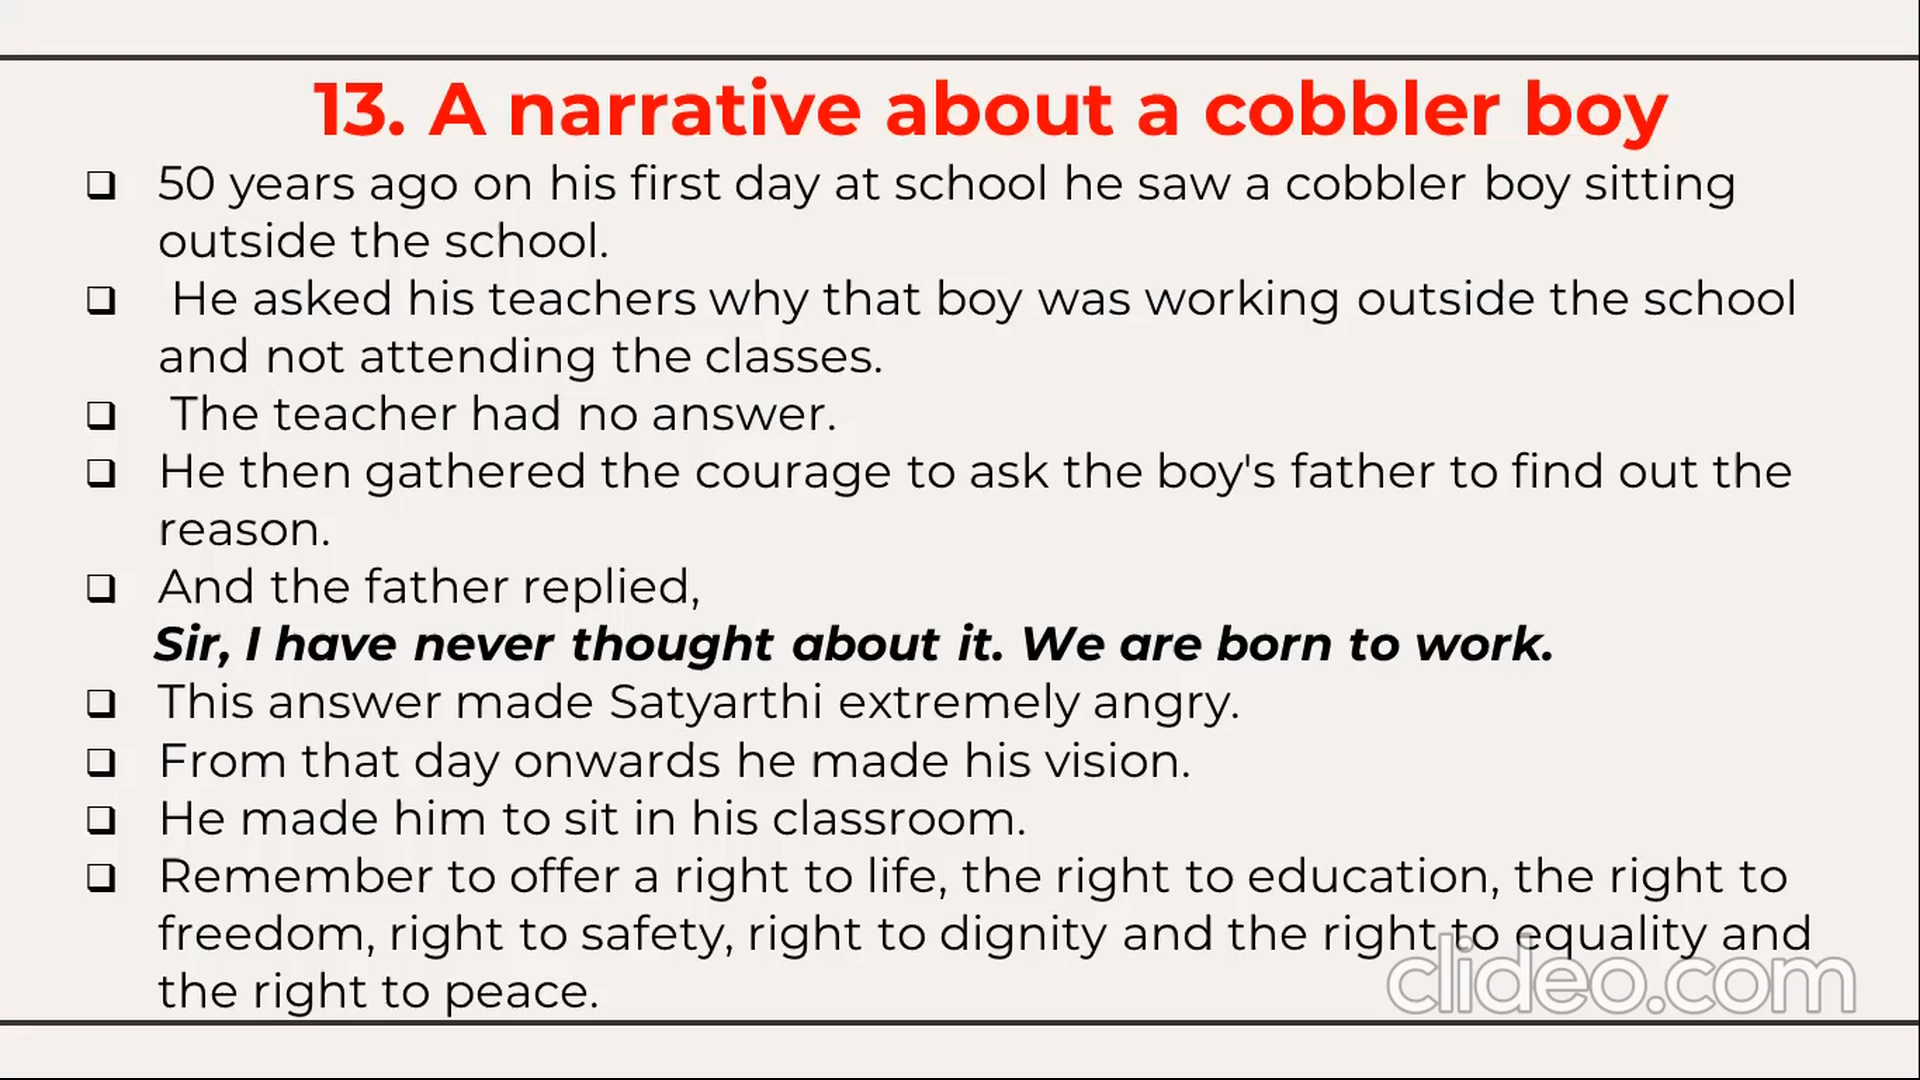 13. A narrative about a cobbler boy
❑ 50 years ago on his first day at school he saw a cobbler boy sitting
outside the school.
❑ He asked his teachers why that boy was working outside the school
and not attending the classes.
❑ The teacher had no answer.
❑ He then gathered the courage to ask the boy's father to find out the
reason.
❑ And the father replied,
Sir, I have never thought about it. We are born to work.
❑ This answer made Satyarthi extremely angry.
❑ From that day onwards he made his vision.
❑ He made him to sit in his classroom.
❑ Remember to offer a right to life, the right to education, the right to
freedom, right to safety, right to dignity and the right to equality and
the right to peace.
clideo.com